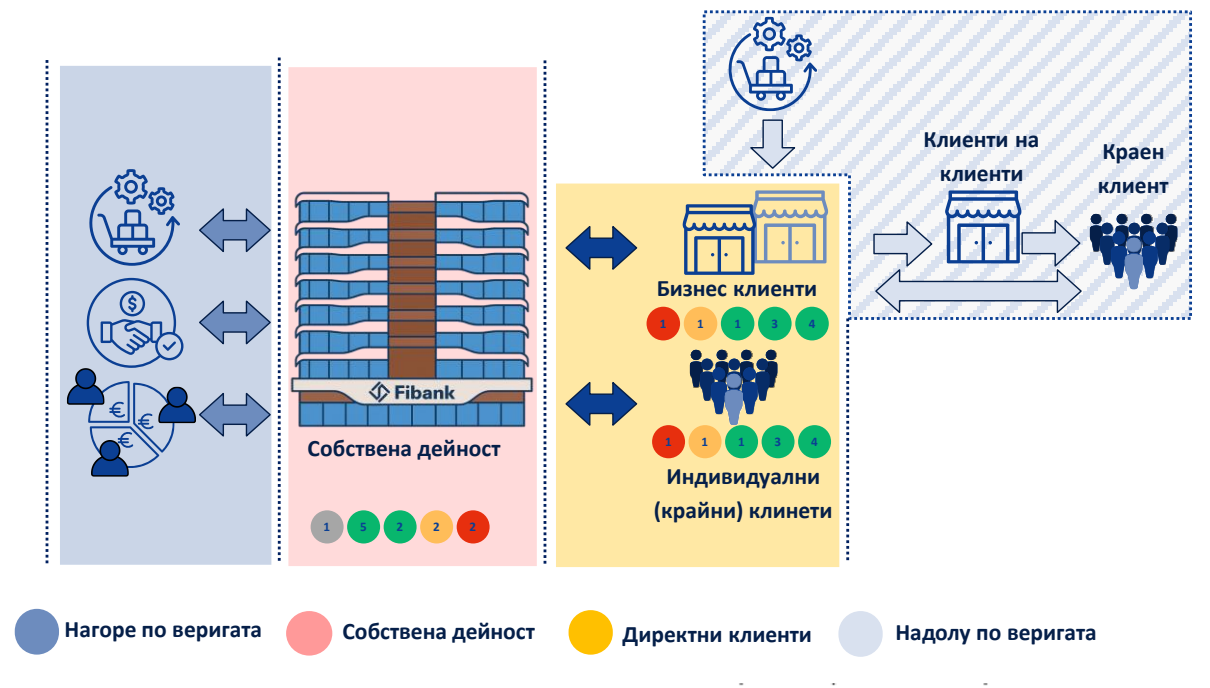 Клиенти на
клиенти
Краен
клиент
$
€
€
€
Fibank
Собствена дейност
1 5 2 2 2
Бизнес клиенти
1 1 1 3 4
1 1 1 3 4
Индивидуални
(крайни) клинети
Нагоре по веригата
Собствена дейност
Директни клиенти
Надолу по веригата